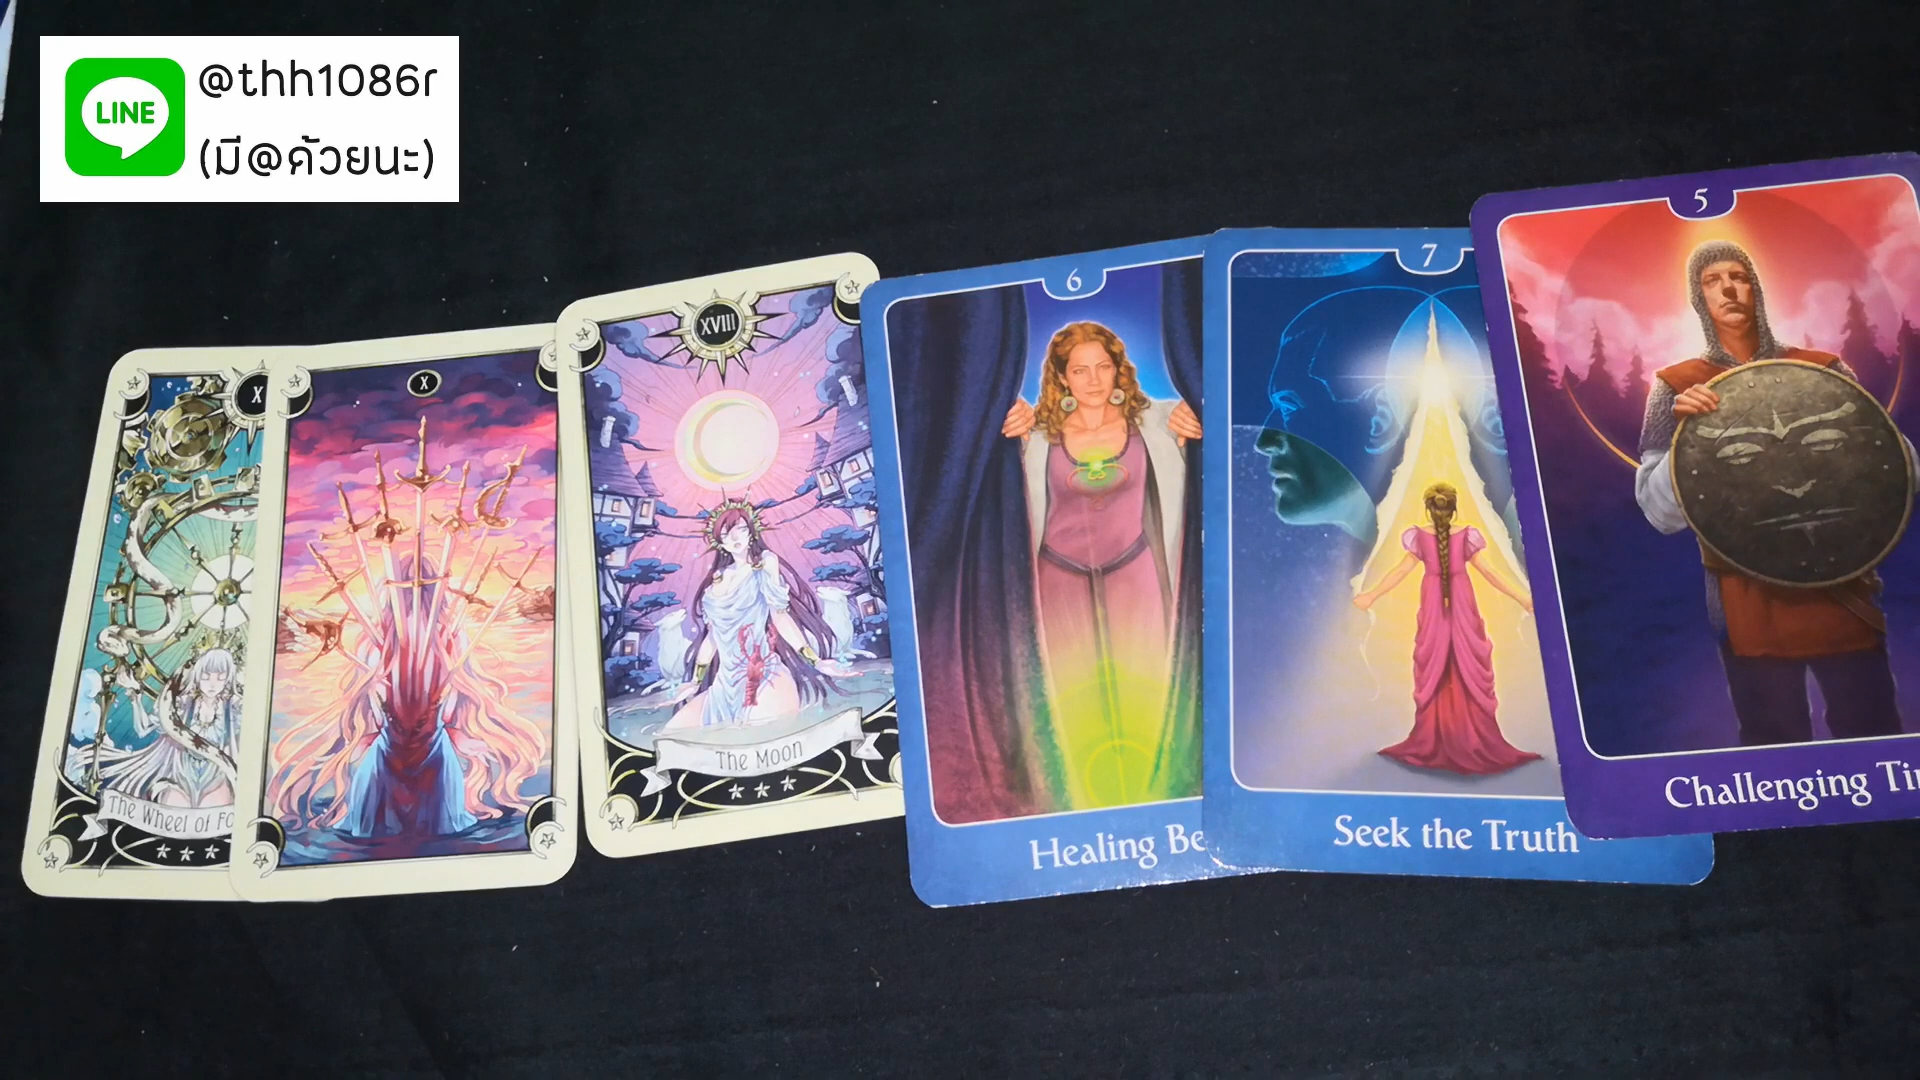 LINE
@thh1086r
(มี@ด้วยนะ)
X
The Wheel of Fo
X
XVIII
The Moon
6
Healing Be
7
Seek the Truth
5
Challenging Ti